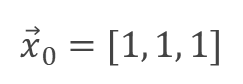 x⃗₀ = [1, 1, 1]